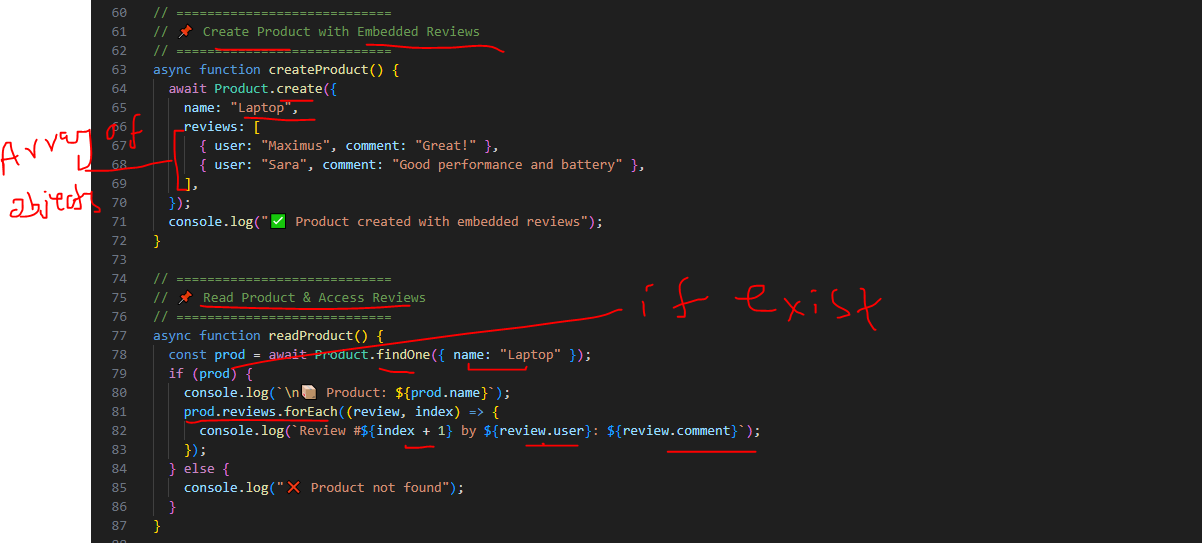 60 // ============================
61 // 📌 Create Product with Embedded Reviews
62 // ============================
63 async function createProduct() {
64 await Product.create({
65 name: "Laptop",
66 reviews: [
67 { user: "Maximus", comment: "Great!" },
68 { user: "Sara", comment: "Good performance and battery" },
69 ],
70 });
71 console.log("✅ Product created with embedded reviews");
72 }
73
74 // ============================
75 // 📌 Read Product & Access Reviews
76 // ============================
77 async function readProduct() {
78 const prod = await Product.findOne({ name: "Laptop" });
79 if (prod) {
80 console.log(`\n📦 Product: ${prod.name}`);
81 prod.reviews.forEach((review, index) => {
82 console.log(`Review #${index + 1} by ${review.user}: ${review.comment}`);
83 });
84 } else {
85 console.log("❌ Product not found");
86 }
87 }
Array of
objects
if exist